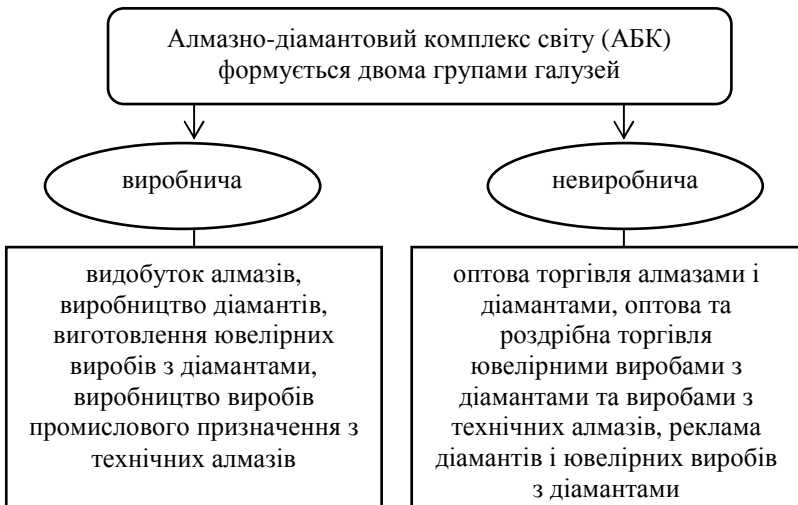 Алмазно-діамантовий комплекс світу (АБК)
формується двома групами галузей
виробнича
невиробнича
видобуток алмазів,
виробництво діамантів,
виготовлення ювелірних
виробів з діамантами,
виробництво виробів
промислового призначення з
технічних алмазів
оптова торгівля алмазами і
діамантами, оптова та
роздрібна торгівля
ювелірними виробами з
діамантами та виробами з
технічних алмазів, реклама
діамантів і ювелірних виробів
з діамантами